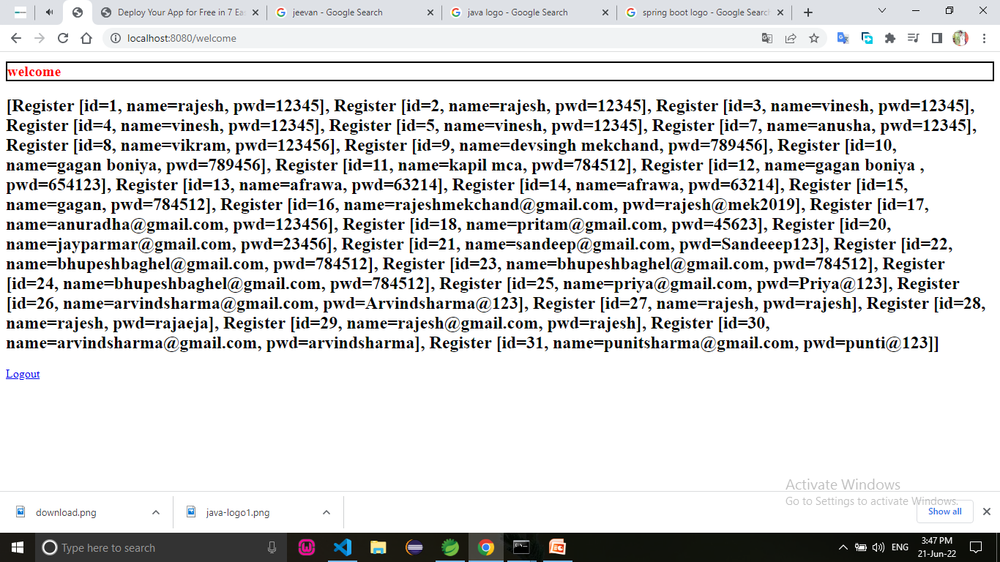 Deploy Your App for Free in 7 Eas
jeevan - Google Search
java logo - Google Search
spring boot logo - Google Search
localhost:8080/welcome
welcome
[Register [id=1, name=rajesh, pwd=12345], Register [id=2, name=rajesh, pwd=12345], Register [id=3, name=vinesh, pwd=12345],
Register [id=4, name=vinesh, pwd=12345], Register [id=5, name=vinesh, pwd=12345], Register [id=7, name=anusha, pwd=12345],
Register [id=8, name=vikram, pwd=123456], Register [id=9, name=devsingh mekchand, pwd=789456], Register [id=10,
name=gagan boniya, pwd=789456], Register [id=11, name=kapil mca, pwd=784512], Register [id=12, name=gagan boniya ,
pwd=654123], Register [id=13, name=afrawa, pwd=63214], Register [id=14, name=afrawa, pwd=63214], Register [id=15,
name=gagan, pwd=784512], Register [id=16, name=rajeshmekchand@gmail.com, pwd=rajesh@mek2019], Register [id=17,
name=anuradha@gmail.com, pwd=123456], Register [id=18, name=pritam@gmail.com, pwd=45623], Register [id=20,
name=jayparmar@gmail.com, pwd=23456], Register [id=21, name=sandeep@gmail.com, pwd=Sandeeep123], Register [id=22,
name=bhupeshbaghel@gmail.com, pwd=784512], Register [id=23, name=bhupeshbaghel@gmail.com, pwd=784512], Register
[id=24, name=bhupeshbaghel@gmail.com, pwd=784512], Register [id=25, name=priya@gmail.com, pwd=Priya@123], Register
[id=26, name=arvindsharma@gmail.com, pwd=Arvindsharma@123], Register [id=27, name=rajesh, pwd=rajesh], Register [id=28,
name=rajesh, pwd=rajaeja], Register [id=29, name=rajesh@gmail.com, pwd=rajesh], Register [id=30,
name=arvindsharma@gmail.com, pwd=arvindsharma], Register [id=31, name=punitsharma@gmail.com, pwd=punti@123]]
Logout
Activate Windows
Go to Settings to activate Windows.
download.png
java-logo1.png
Show all
Type here to search
ENG
3:47 PM
21-Jun-22